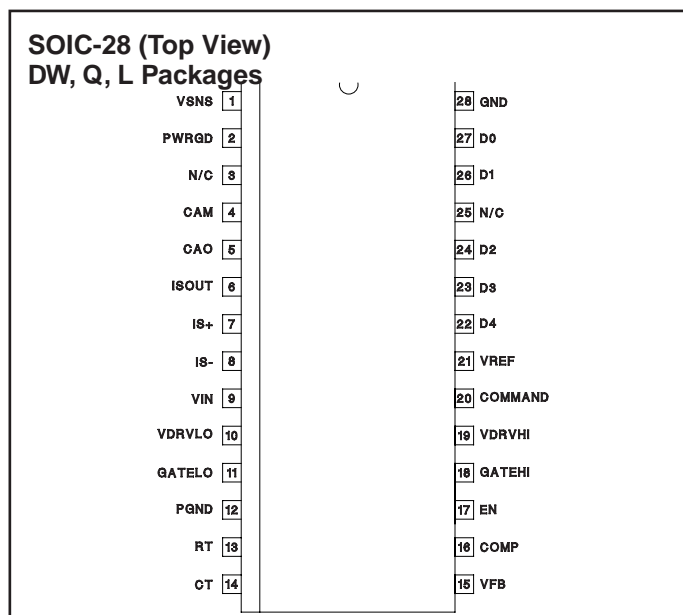 SOIC-28 (Top View)
DW, Q, L Packages
VSNS 1 28 GND
PWRGD 2 27 D0
N/C 3 26 D1
CAM 4 25 N/C
CAO 5 24 D2
ISOUT 6 23 D3
IS+ 7 22 D4
IS- 8 21 VREF
VIN 9 20 COMMAND
VDRVLO 10 19 VDRVHI
GATELO 11 18 GATEHI
PGND 12 17 EN
RT 13 16 COMP
CT 14 15 VFB